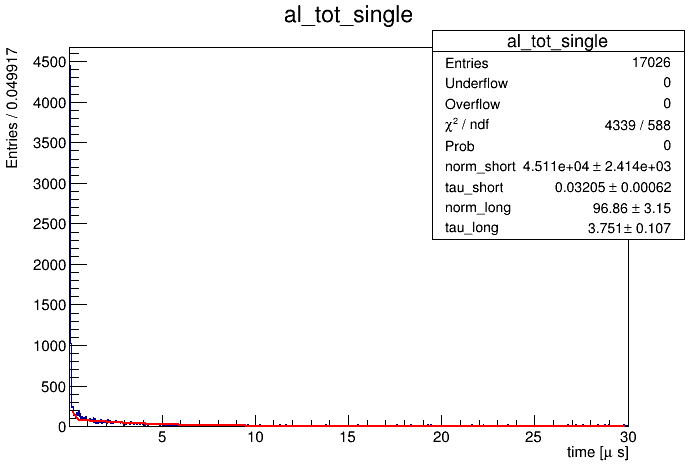 al_tot_single
Entries / 0.049917
al_tot_single
Entries 17026
Underflow 0
Overflow 0
χ² / ndf 4339 / 588
Prob 0
norm_short 4.511e+04 ± 2.414e+03
tau_short 0.03205 ± 0.00062
norm_long 96.86 ± 3.15
tau_long 3.751 ± 0.107
4500
4000
3500
3000
2500
2000
1500
1000
500
0
5 10 15 20 25 30
time [μ s]